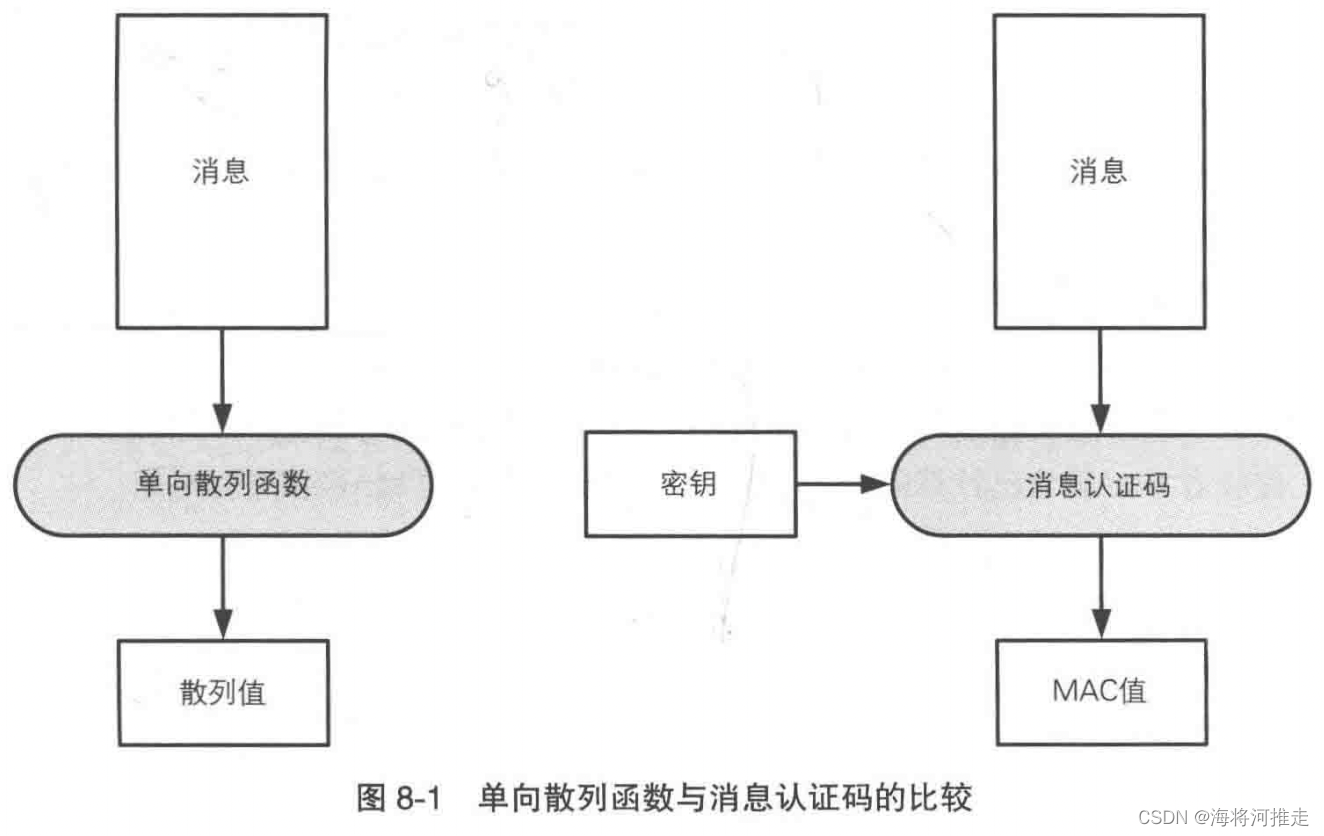 消息
消息
单向散列函数
密钥
消息认证码
散列值
MAC值
图 8-1 单向散列函数与消息认证码的比较
CSDN @海将河推走